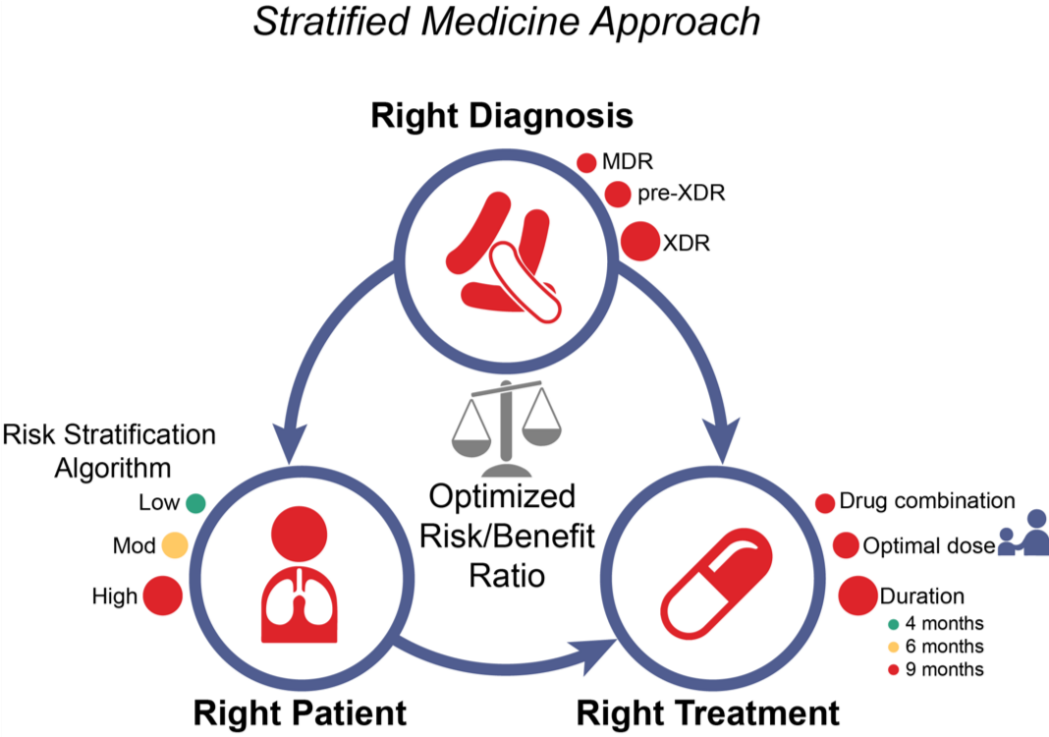 Stratified Medicine Approach
Right Diagnosis
MDR
pre-XDR
XDR
Risk Stratification
Algorithm
Low
Mod
High
Optimized
Risk/Benefit
Ratio
Drug combination
Optimal dose
Duration
4 months
6 months
9 months
Right Patient
Right Treatment